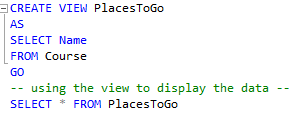 CREATE VIEW PlacesToGo
AS
SELECT Name
FROM Course
GO
-- using the view to display the data --
SELECT * FROM PlacesToGo